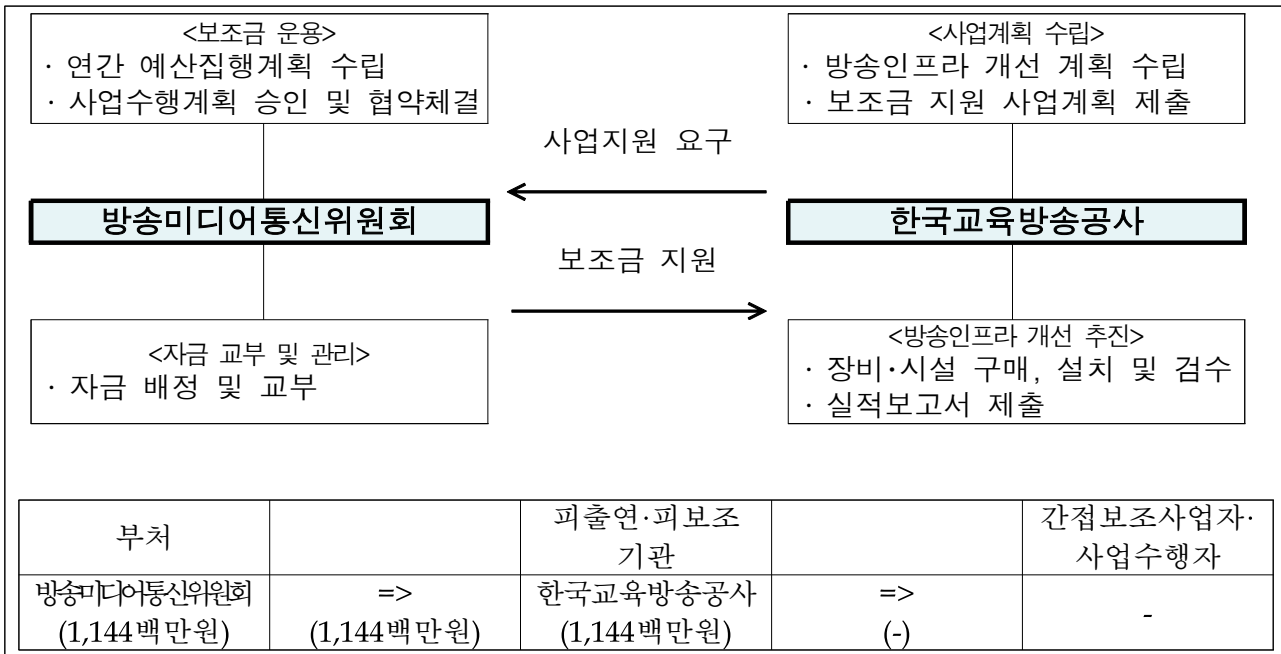 <보조금 운용>
· 연간 예산집행계획 수립
· 사업수행계획 승인 및 협약체결
<사업계획 수립>
· 방송인프라 개선 계획 수립
· 보조금 지원 사업계획 제출
사업지원 요구
방송미디어통신위원회
한국교육방송공사
보조금 지원
<자금 교부 및 관리>
· 자금 배정 및 교부
<방송인프라 개선 추진>
· 장비·시설 구매, 설치 및 검수
· 실적보고서 제출
부처
피출연·피보조
기관
간접보조사업자·
사업수행자
방송미디어통신위원회
(1,144백만원)
=>
(1,144백만원)
한국교육방송공사
(1,144백만원)
=>
(-)
-